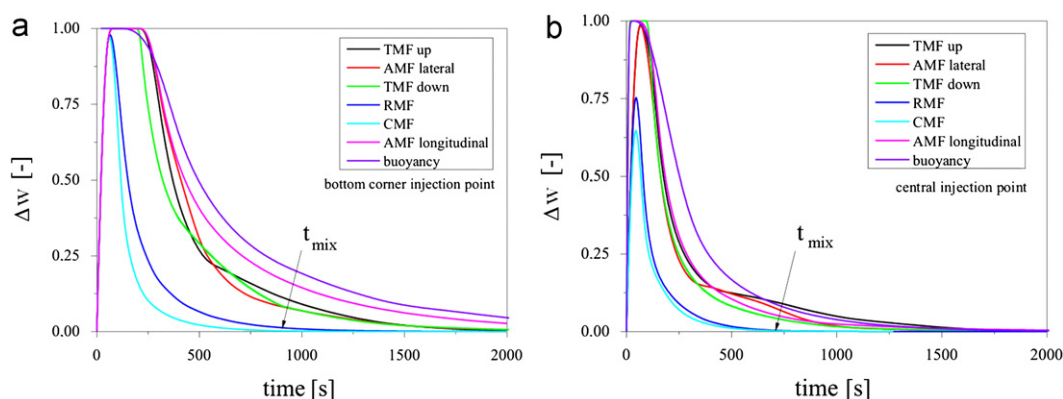 a
1.00
0.75
0.50
0.25
0.00
Δw [-]
0
500
1000
1500
2000
time [s]
TMF up
AMF lateral
TMF down
RMF
CMF
AMF longitudinal
buoyancy
bottom corner injection point
t mix
b
1.00
0.75
0.50
0.25
0.00
Δw [-]
0
500
1000
1500
2000
time [s]
TMF up
AMF lateral
TMF down
RMF
CMF
AMF longitudinal
buoyancy
central injection point
t mix